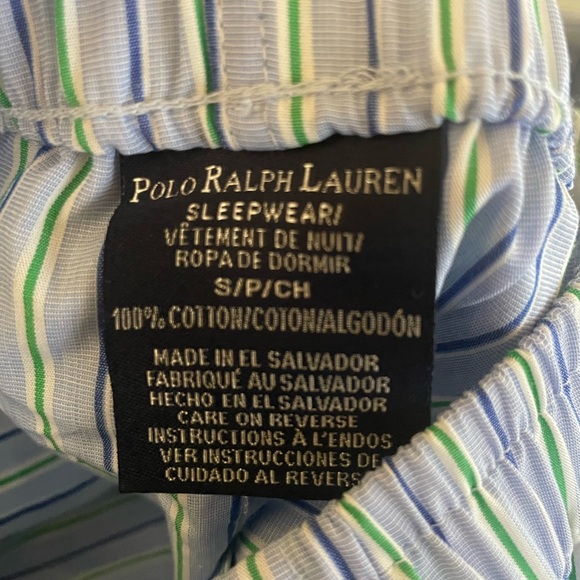 POLO RALPH LAUREN
SLEEPWEAR/
VÊTEMENT DE NUIT/
ROPA DE DORMIR
S/P/CH
100% COTTON/COTON/ALGODÓN
MADE IN EL SALVADOR
FABRIQUÉ AU SALVADOR
HECHO EN EL SALVADOR
CARE ON REVERSE
INSTRUCTIONS À L'ENDOS
VER INSTRUCCIONES DE
CUIDADO AL REVERS